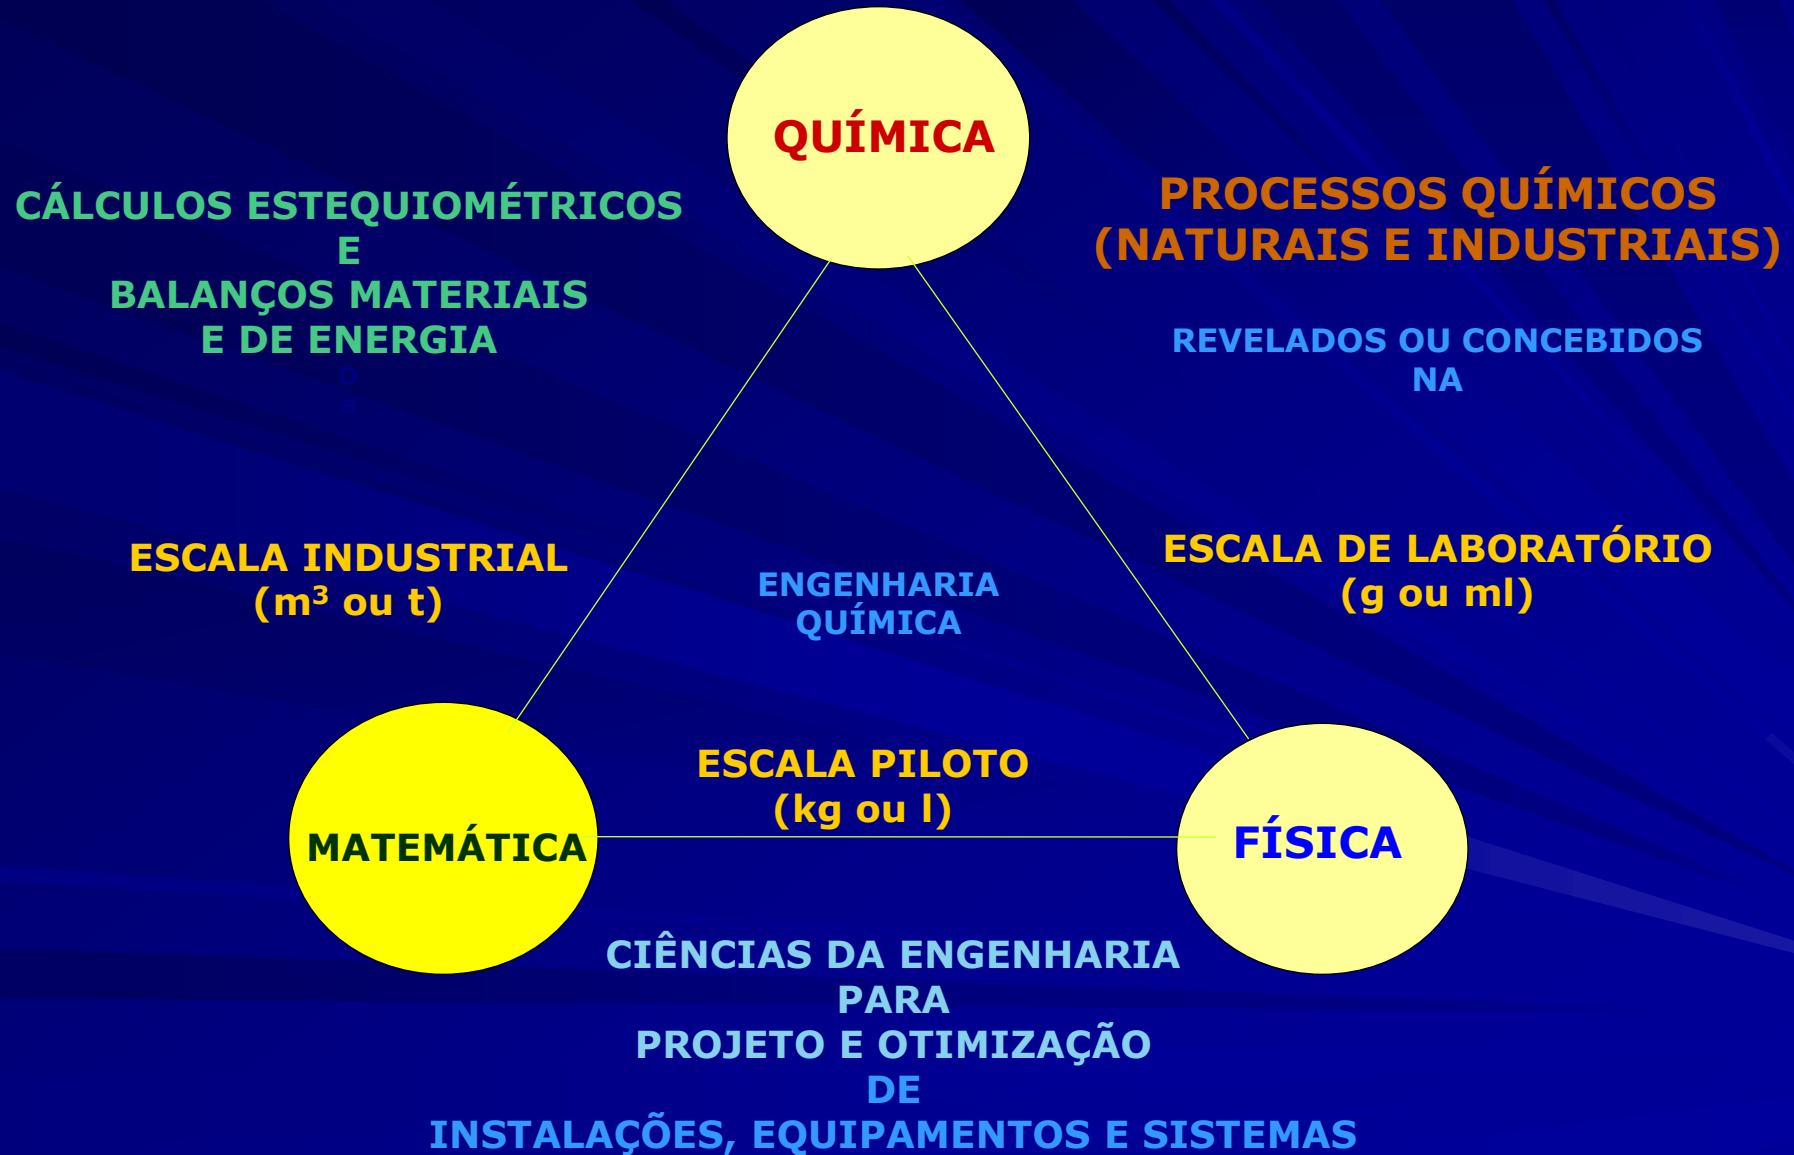 QUÍMICA
CÁLCULOS ESTEQUIOMÉTRICOS
E
BALANÇOS MATERIAIS
E DE ENERGIA
D
PROCESSOS QUÍMICOS
(NATURAIS E INDUSTRIAIS)
REVELADOS OU CONCEBIDOS
NA
ESCALA INDUSTRIAL
(m³ ou t)
ENGENHARIA
QUÍMICA
ESCALA DE LABORATÓRIO
(g ou ml)
ESCALA PILOTO
(kg ou l)
MATEMÁTICA
FÍSICA
CIÊNCIAS DA ENGENHARIA
PARA
PROJETO E OTIMIZAÇÃO
DE
INSTALAÇÕES, EQUIPAMENTOS E SISTEMAS